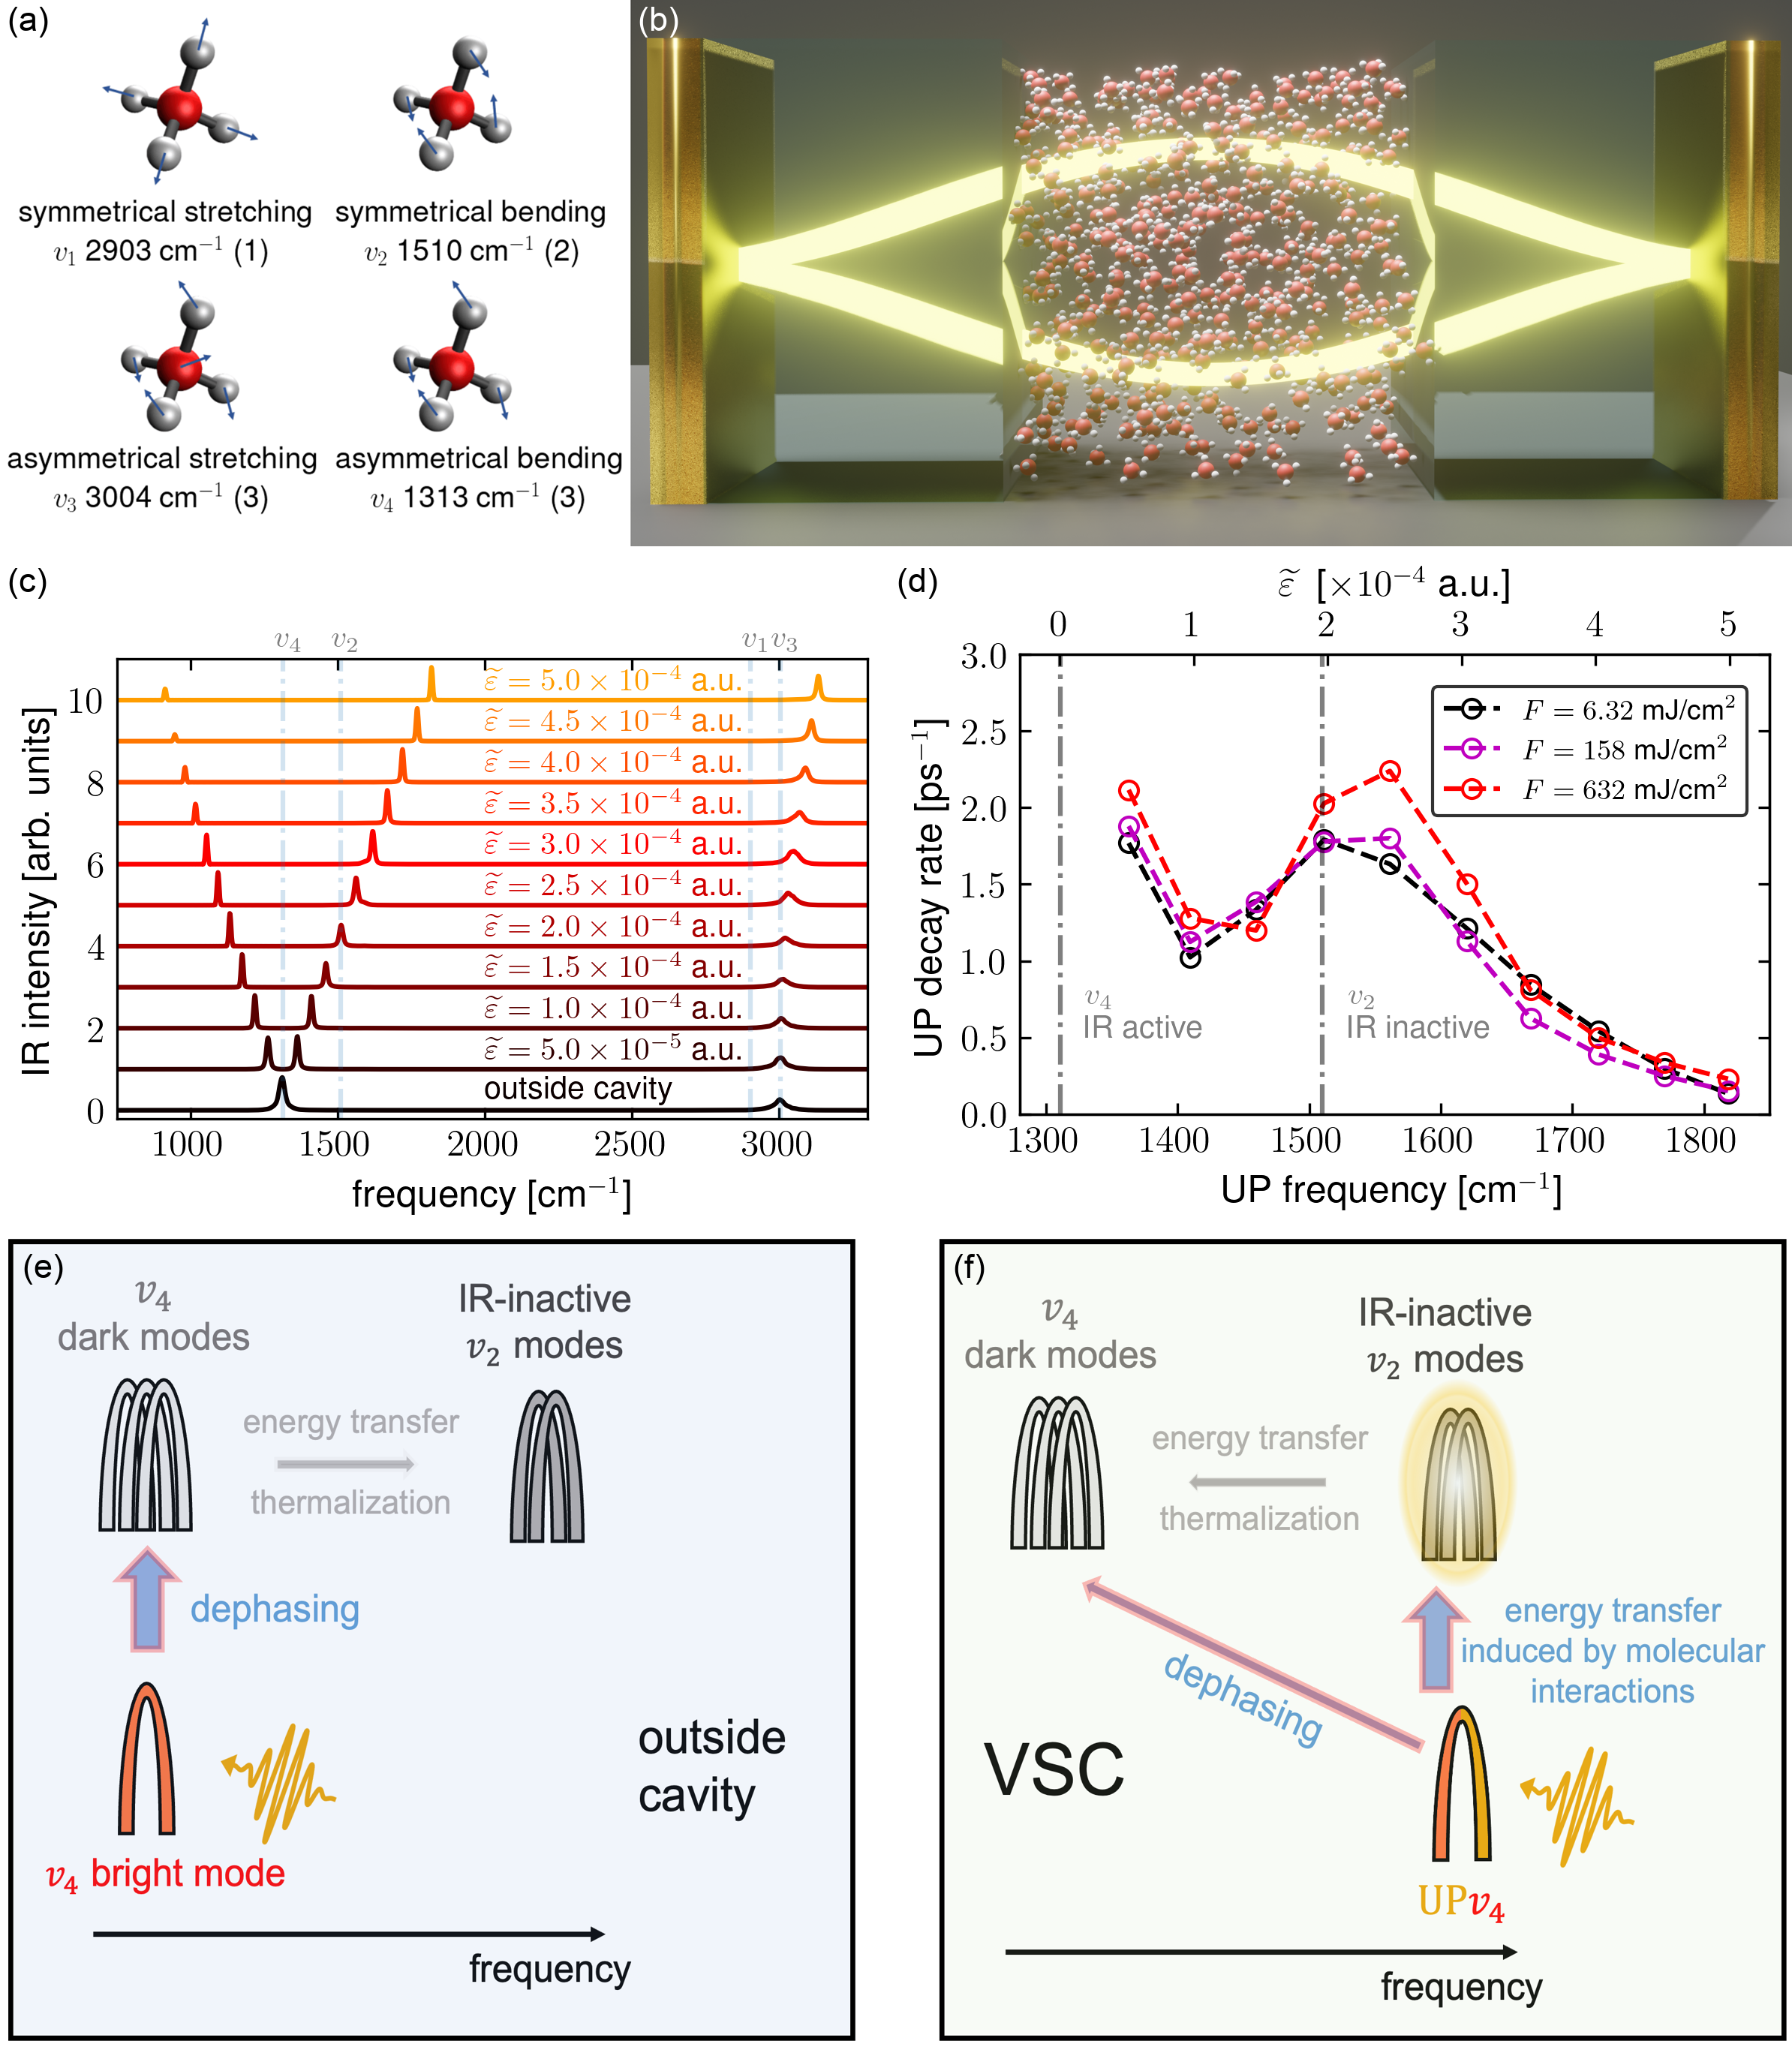 (a)
symmetrical stretching
v₁ 2903 cm⁻¹ (1)
symmetrical bending
v₂ 1510 cm⁻¹ (2)
asymmetrical stretching
v₃ 3004 cm⁻¹ (3)
asymmetrical bending
v₄ 1313 cm⁻¹ (3)
(b)
(c)
v₄ v₂ v₁ v₃
IR intensity [arb. units]
10
8
6
4
2
0
ε̃ = 5.0 × 10⁻⁴ a.u.
ε̃ = 4.5 × 10⁻⁴ a.u.
ε̃ = 4.0 × 10⁻⁴ a.u.
ε̃ = 3.5 × 10⁻⁴ a.u.
ε̃ = 3.0 × 10⁻⁴ a.u.
ε̃ = 2.5 × 10⁻⁴ a.u.
ε̃ = 2.0 × 10⁻⁴ a.u.
ε̃ = 1.5 × 10⁻⁴ a.u.
ε̃ = 1.0 × 10⁻⁴ a.u.
ε̃ = 5.0 × 10⁻⁵ a.u.
outside cavity
1000 1500 2000 2500 3000
frequency [cm⁻¹]
(d)
ε̃ [×10⁻⁴ a.u.]
0 1 2 3 4 5
UP decay rate [ps⁻¹]
3.0
2.5
2.0
1.5
1.0
0.5
0.0
F = 6.32 mJ/cm²
F = 158 mJ/cm²
F = 632 mJ/cm²
v₄
IR active
v₂
IR inactive
1300 1400 1500 1600 1700 1800
UP frequency [cm⁻¹]
(e)
v₄
dark modes
IR-inactive
v₂ modes
energy transfer
thermalization
dephasing
outside
cavity
v₄ bright mode
frequency
(f)
v₄
dark modes
IR-inactive
v₂ modes
energy transfer
thermalization
energy transfer
induced by molecular
interactions
dephasing
VSC
UPv₄
frequency